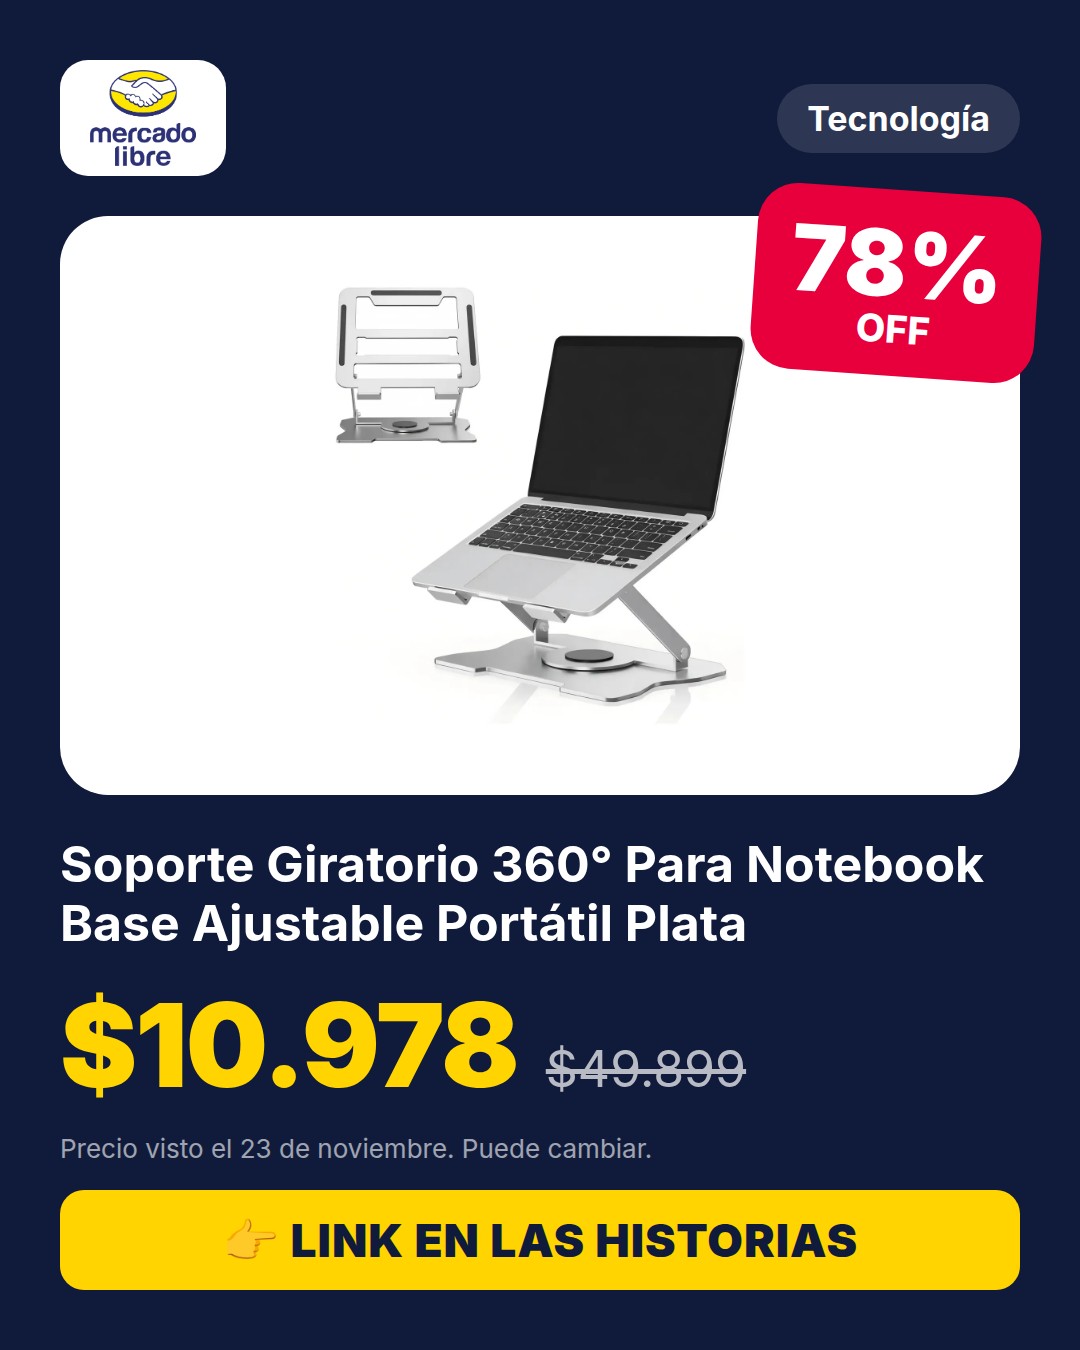 mercado
libre
Tecnología
78%
OFF
Soporte Giratorio 360° Para Notebook
Base Ajustable Portátil Plata
$10.978 $49.899
Precio visto el 23 de noviembre. Puede cambiar.
👉 LINK EN LAS HISTORIAS